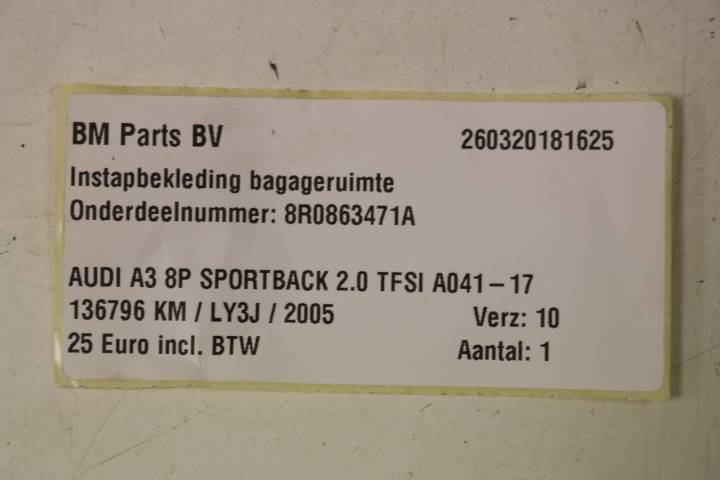 BM Parts BV 260320181625
Instapbekleding bagageruimte
Onderdeelnummer: 8R0863471A
AUDI A3 8P SPORTBACK 2.0 TFSI A041-17
136796 KM / LY3J / 2005 Verz: 10
25 Euro incl. BTW Aantal: 1